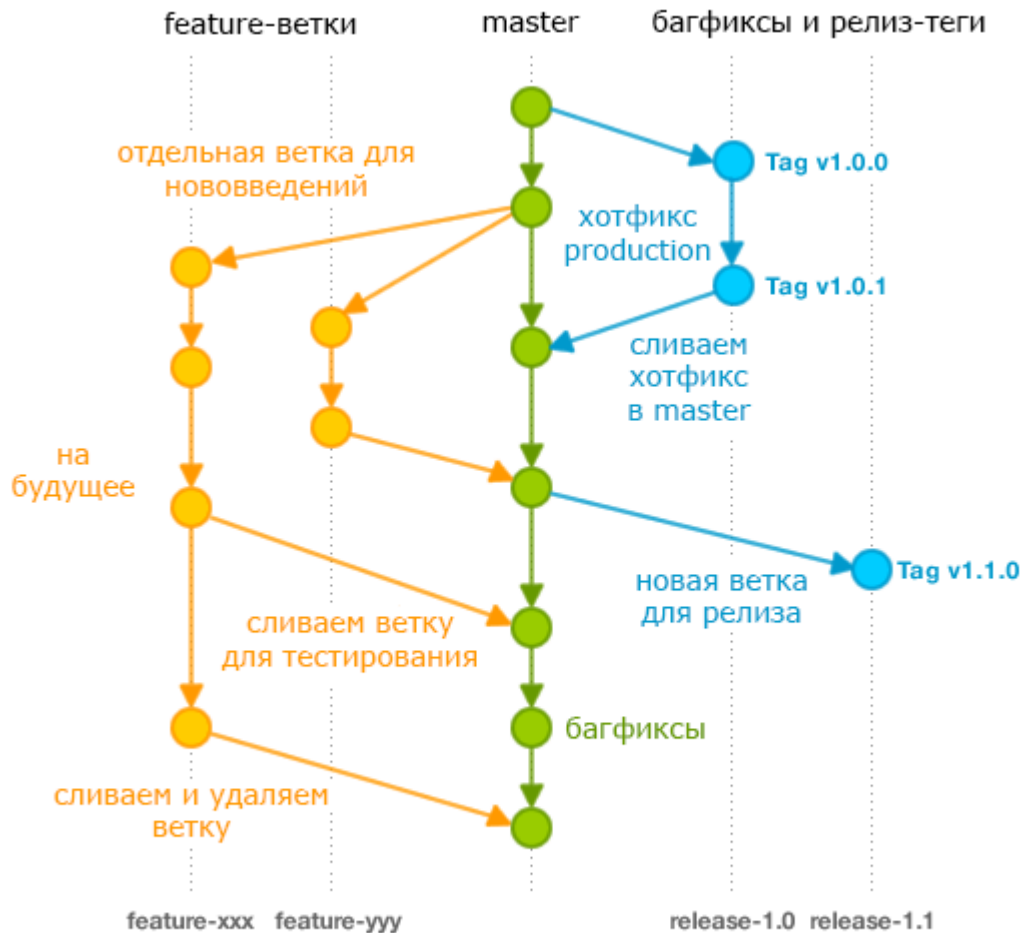 feature-ветки
master
багфиксы и релиз-теги
отдельная ветка для
нововведений
Tag v1.0.0
хотфикс
production
Tag v1.0.1
сливаем
хотфикс
в master
на
будущее
Tag v1.1.0
новая ветка
для релиза
сливаем ветку
для тестирования
багфиксы
сливаем и удаляем
ветку
feature-xxx
feature-yyy
release-1.0
release-1.1